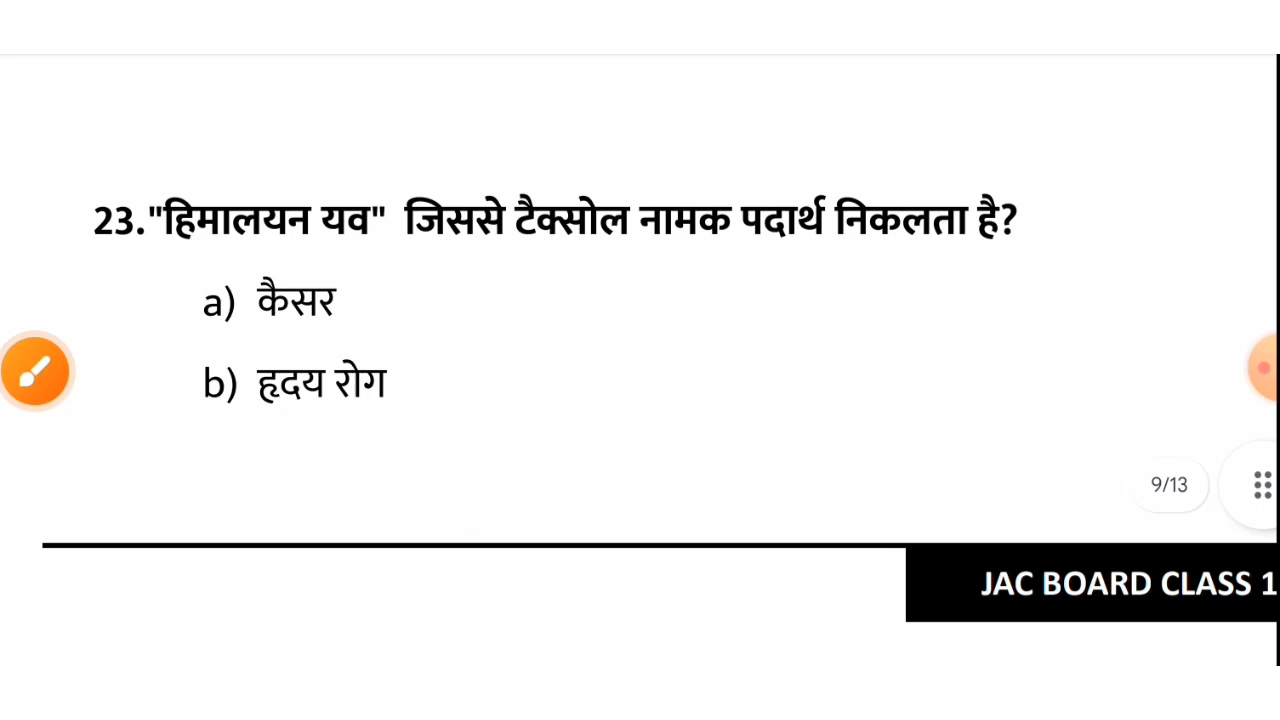 23."हिमालयन यव" जिससे टैक्सोल नामक पदार्थ निकलता है?
a) कैसर
b) हृदय रोग
9/13
JAC BOARD CLASS 1